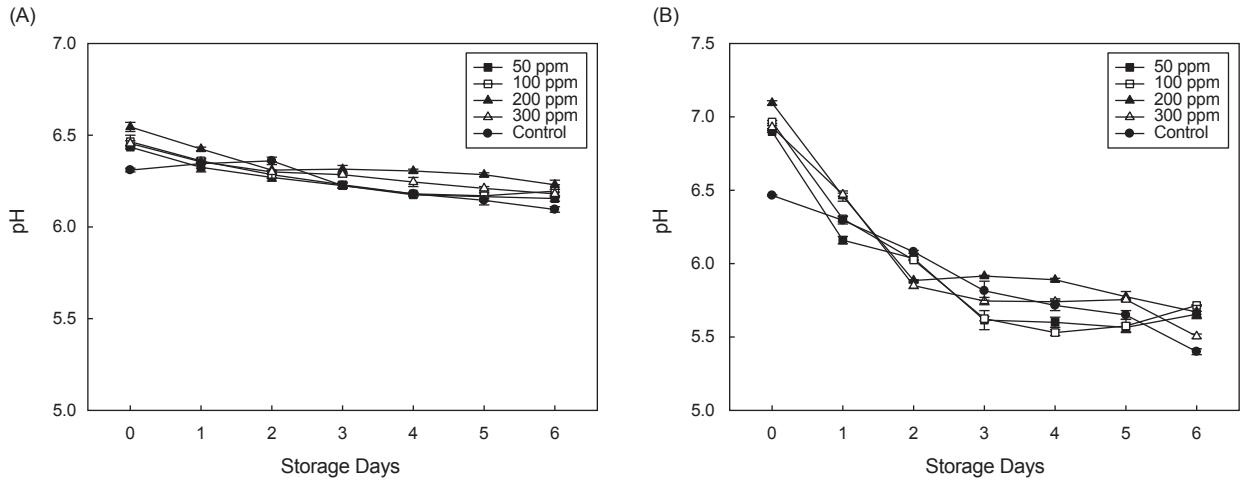 (A)
7.0
6.5
6.0
5.5
5.0
pH
0 1 2 3 4 5 6
Storage Days
50 ppm
100 ppm
200 ppm
300 ppm
Control
(B)
7.5
7.0
6.5
6.0
5.5
5.0
pH
0 1 2 3 4 5 6
Storage Days
50 ppm
100 ppm
200 ppm
300 ppm
Control